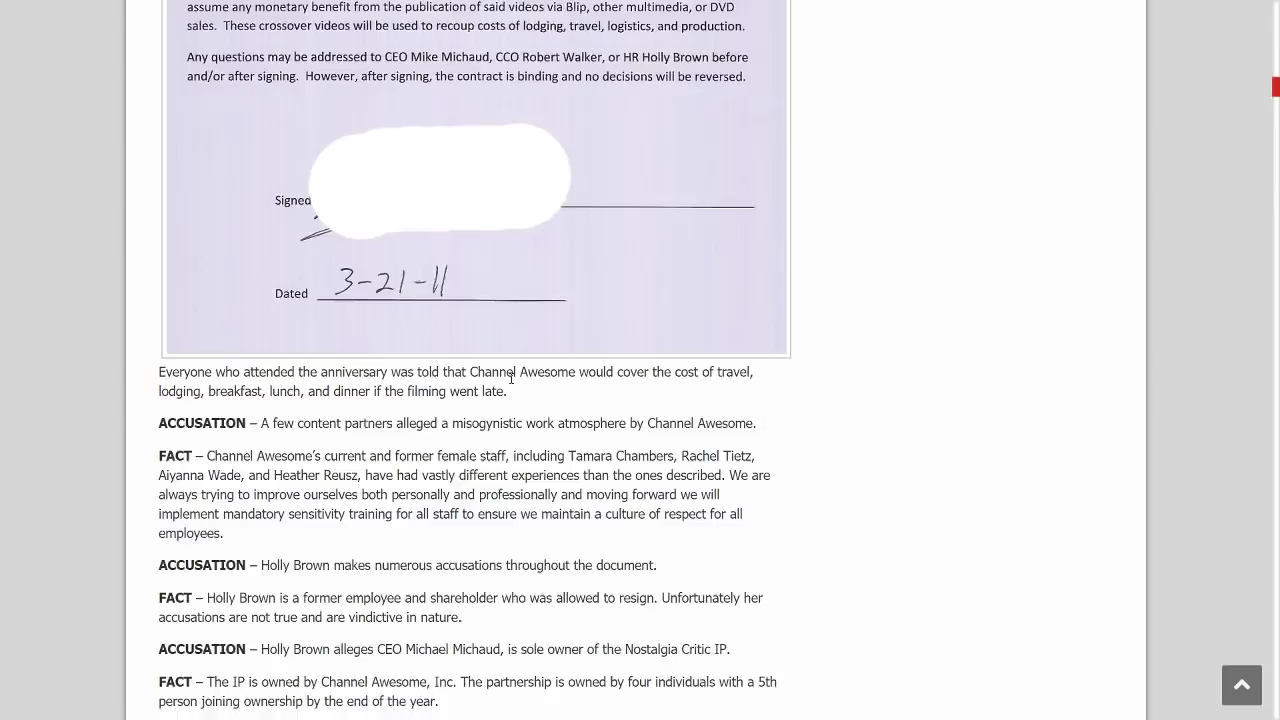 assume any monetary benefit from the publication of said videos via Blip, other multimedia, or DVD
sales.  These crossover videos will be used to recoup costs of lodging, travel, logistics, and production.
Any questions may be addressed to CEO Mike Michaud, CCO Robert Walker, or HR Holly Brown before
and/or after signing.  However, after signing, the contract is binding and no decisions will be reversed.
Signed
Dated 3-21-11
Everyone who attended the anniversary was told that Channel Awesome would cover the cost of travel,
lodging, breakfast, lunch, and dinner if the filming went late.
ACCUSATION – A few content partners alleged a misogynistic work atmosphere by Channel Awesome.
FACT – Channel Awesome’s current and former female staff, including Tamara Chambers, Rachel Tietz,
Aiyanna Wade, and Heather Reusz, have had vastly different experiences than the ones described. We are
always trying to improve ourselves both personally and professionally and moving forward we will
implement mandatory sensitivity training for all staff to ensure we maintain a culture of respect for all
employees.
ACCUSATION – Holly Brown makes numerous accusations throughout the document.
FACT – Holly Brown is a former employee and shareholder who was allowed to resign. Unfortunately her
accusations are not true and are vindictive in nature.
ACCUSATION – Holly Brown alleges CEO Michael Michaud, is sole owner of the Nostalgia Critic IP.
FACT – The IP is owned by Channel Awesome, Inc. The partnership is owned by four individuals with a 5th
person joining ownership by the end of the year.